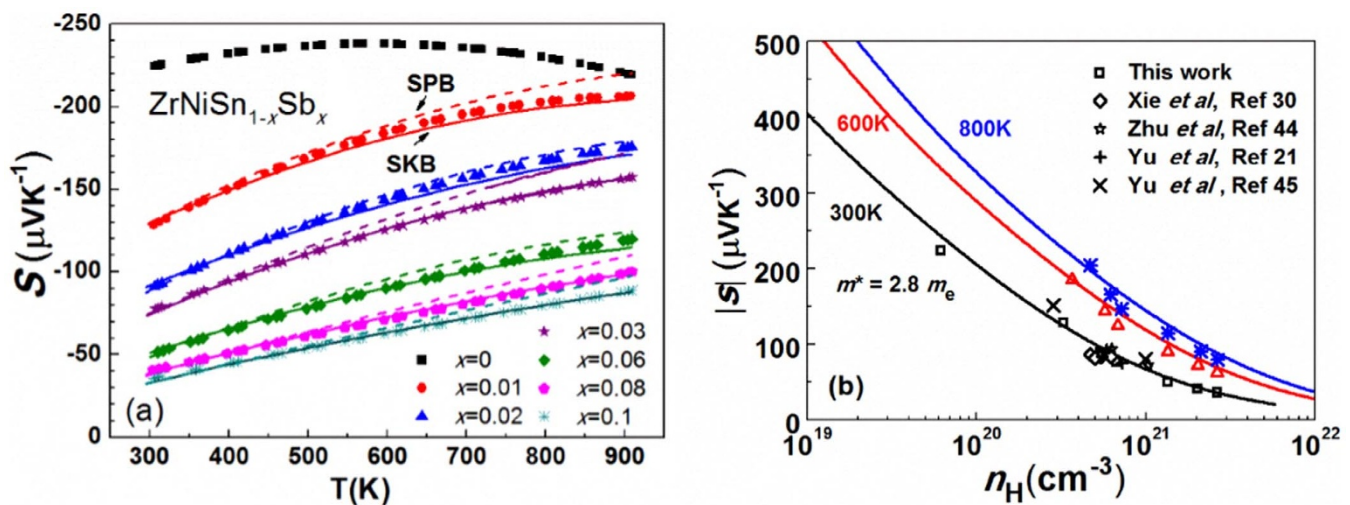 -250
-200
-150
-100
-50
0
S (μVK⁻¹)
ZrNiSn₁₋ₓSbₓ
SPB
SKB
x=0
x=0.01
x=0.02
x=0.03
x=0.06
x=0.08
x=0.1
(a)
300 400 500 600 700 800 900
T(K)
500
400
300
200
100
0
|s| (μVK⁻¹)
800K
600K
300K
m* = 2.8 mₑ
This work
Xie et al, Ref 30
Zhu et al, Ref 44
Yu et al, Ref 21
Yu et al, Ref 45
(b)
10¹⁹ 10²⁰ 10²¹ 10²²
n_H(cm⁻³)